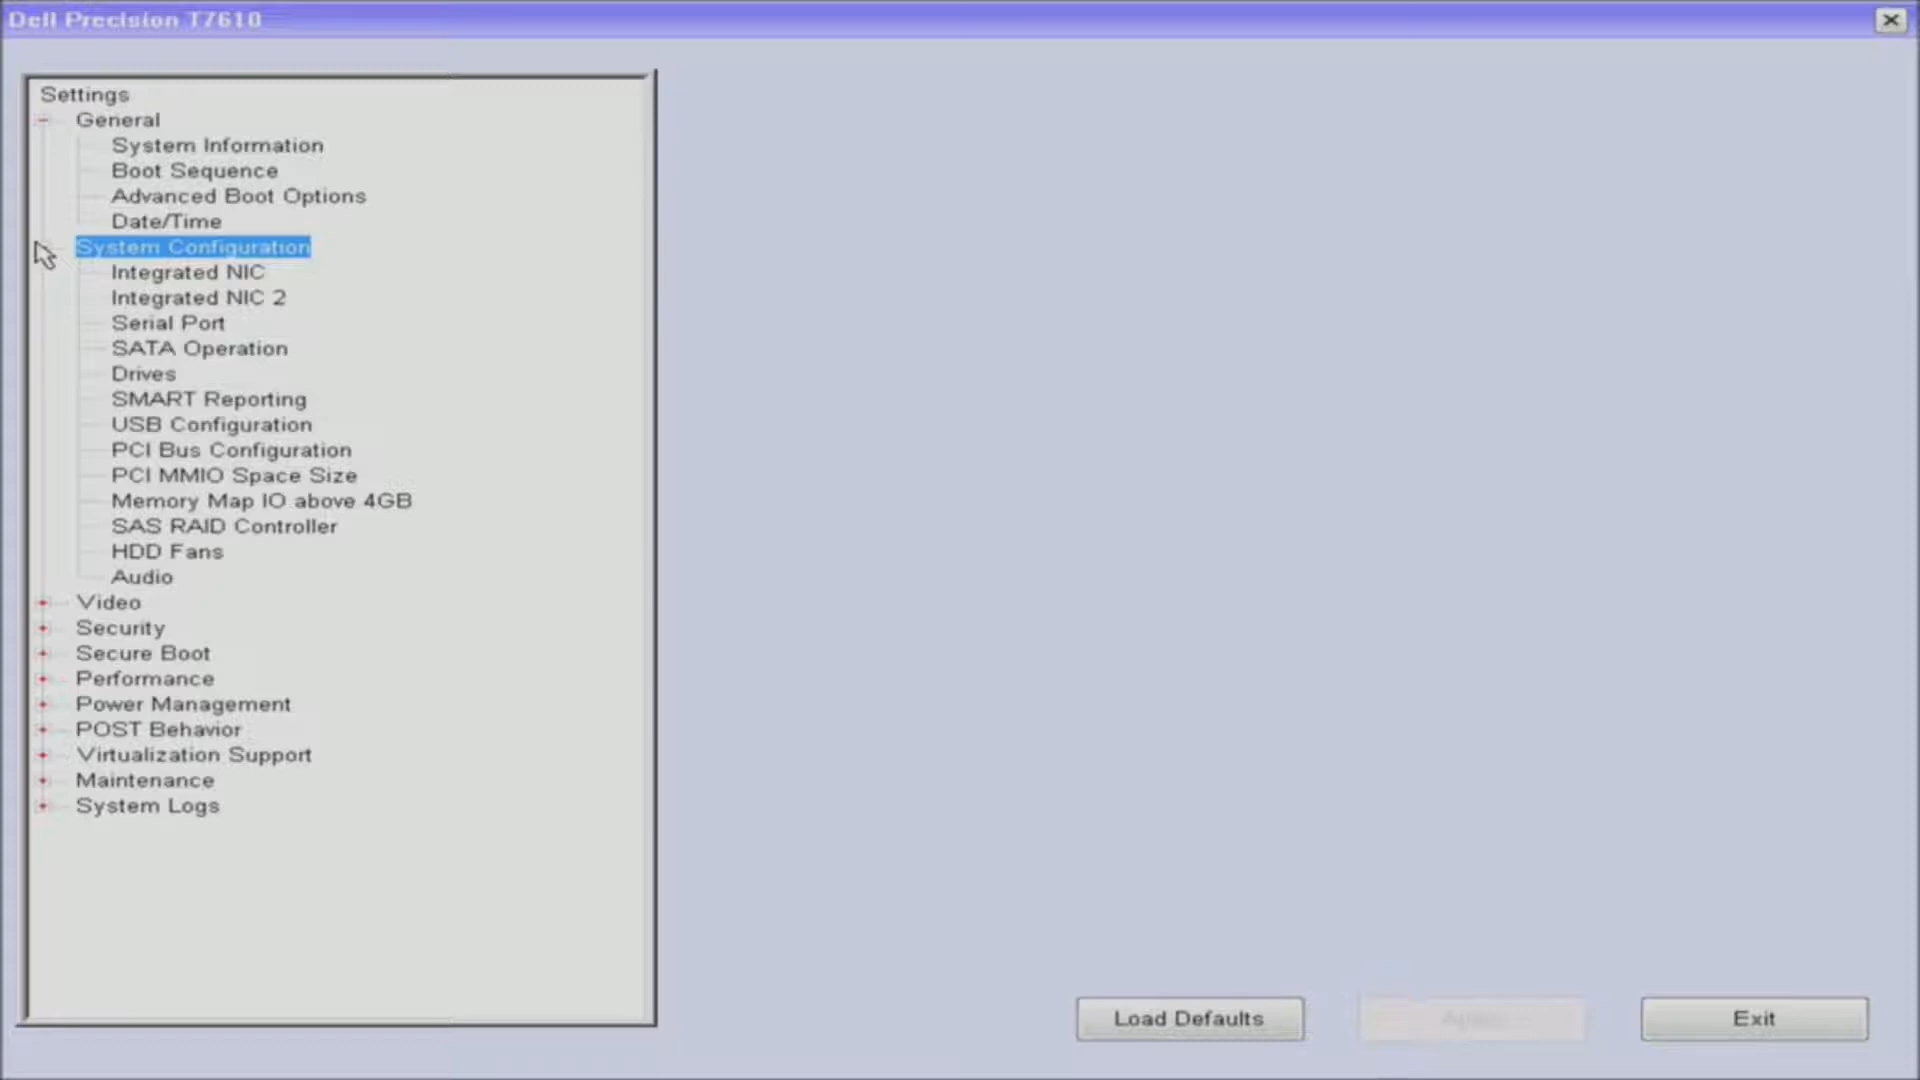 Dell Precision T7610
Settings
General
System Information
Boot Sequence
Advanced Boot Options
Date/Time
System Configuration
Integrated NIC
Integrated NIC 2
Serial Port
SATA Operation
Drives
SMART Reporting
USB Configuration
PCI Bus Configuration
PCI MMIO Space Size
Memory Map IO above 4GB
SAS RAID Controller
HDD Fans
Audio
Video
Security
Secure Boot
Performance
Power Management
POST Behavior
Virtualization Support
Maintenance
System Logs
Load Defaults
Exit